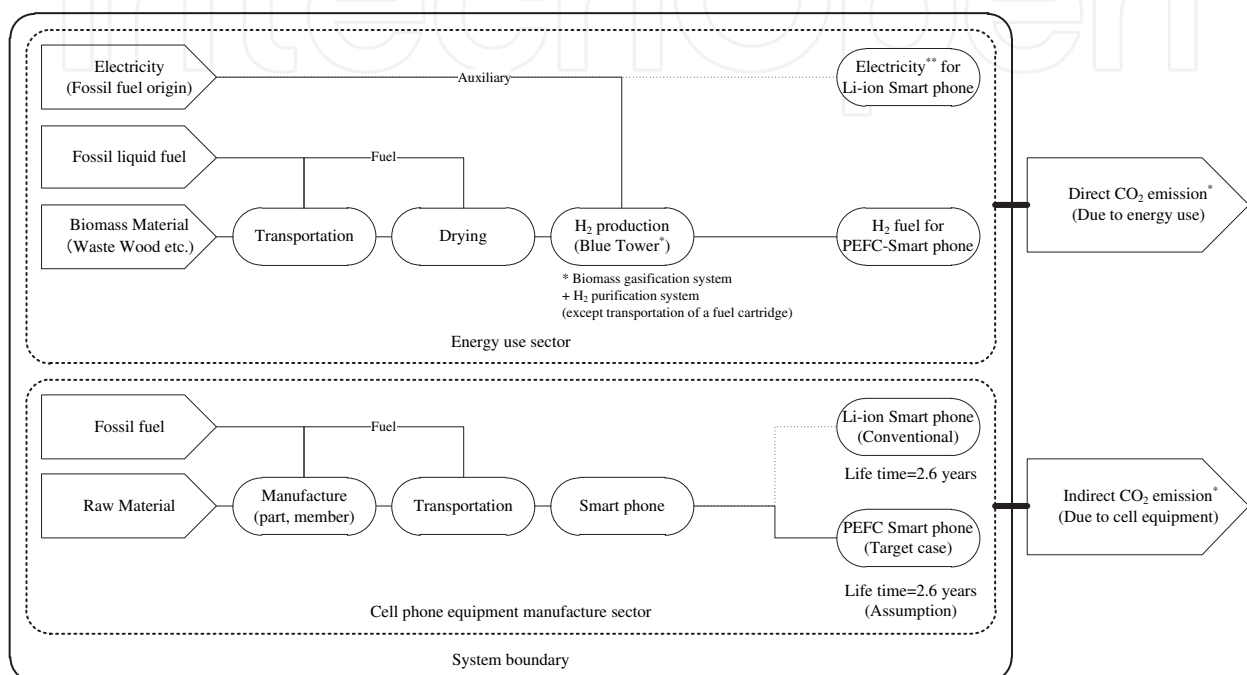 IntechOpen
Electricity
(Fossil fuel origin)
Auxiliary
Electricity** for
Li-ion Smart phone
Fossil liquid fuel
Fuel
Biomass Material
(Waste Wood etc.)
Transportation
Drying
H₂ production
(Blue Tower*)
H₂ fuel for
PEFC-Smart phone
* Biomass gasification system
+ H₂ purification system
(except transportation of a fuel cartridge)
Energy use sector
Direct CO₂ emission*
(Due to energy use)
Fossil fuel
Fuel
Li-ion Smart phone
(Conventional)
Life time=2.6 years
Raw Material
Manufacture
(part, member)
Transportation
Smart phone
PEFC Smart phone
(Target case)
Life time=2.6 years
(Assumption)
Cell phone equipment manufacture sector
Indirect CO₂ emission*
(Due to cell equipment)
System boundary